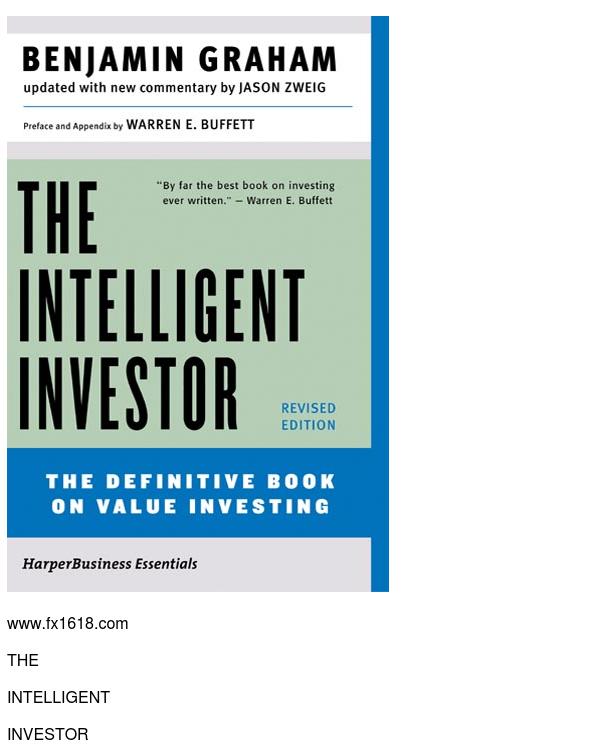 BENJAMIN GRAHAM
updated with new commentary by JASON ZWEIG
Preface and Appendix by WARREN E. BUFFETT
THE
"By far the best book on investing
ever written." — Warren E. Buffett
INTELLIGENT
INVESTOR
REVISED
EDITION
THE DEFINITIVE BOOK
ON VALUE INVESTING
HarperBusiness Essentials
www.fx1618.com
THE
INTELLIGENT
INVESTOR